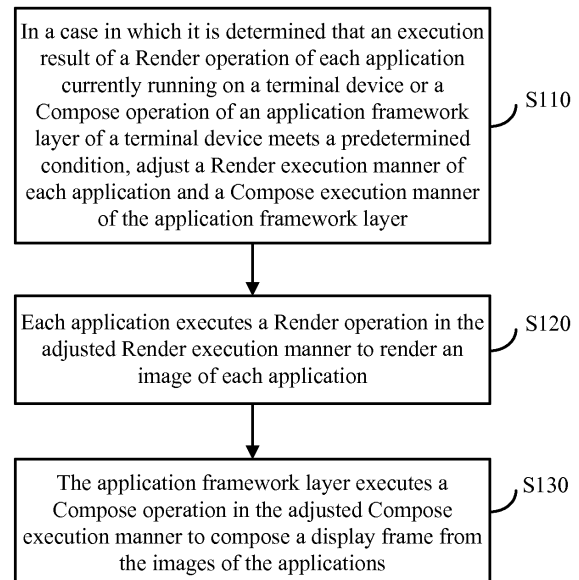 In a case in which it is determined that an execution
result of a Render operation of each application
currently running on a terminal device or a
Compose operation of an application framework
layer of a terminal device meets a predetermined
condition, adjust a Render execution manner of
each application and a Compose execution manner
of the application framework layer
S110
Each application executes a Render operation in the
adjusted Render execution manner to render an
image of each application
S120
The application framework layer executes a
Compose operation in the adjusted Compose
execution manner to compose a display frame from
the images of the applications
S130